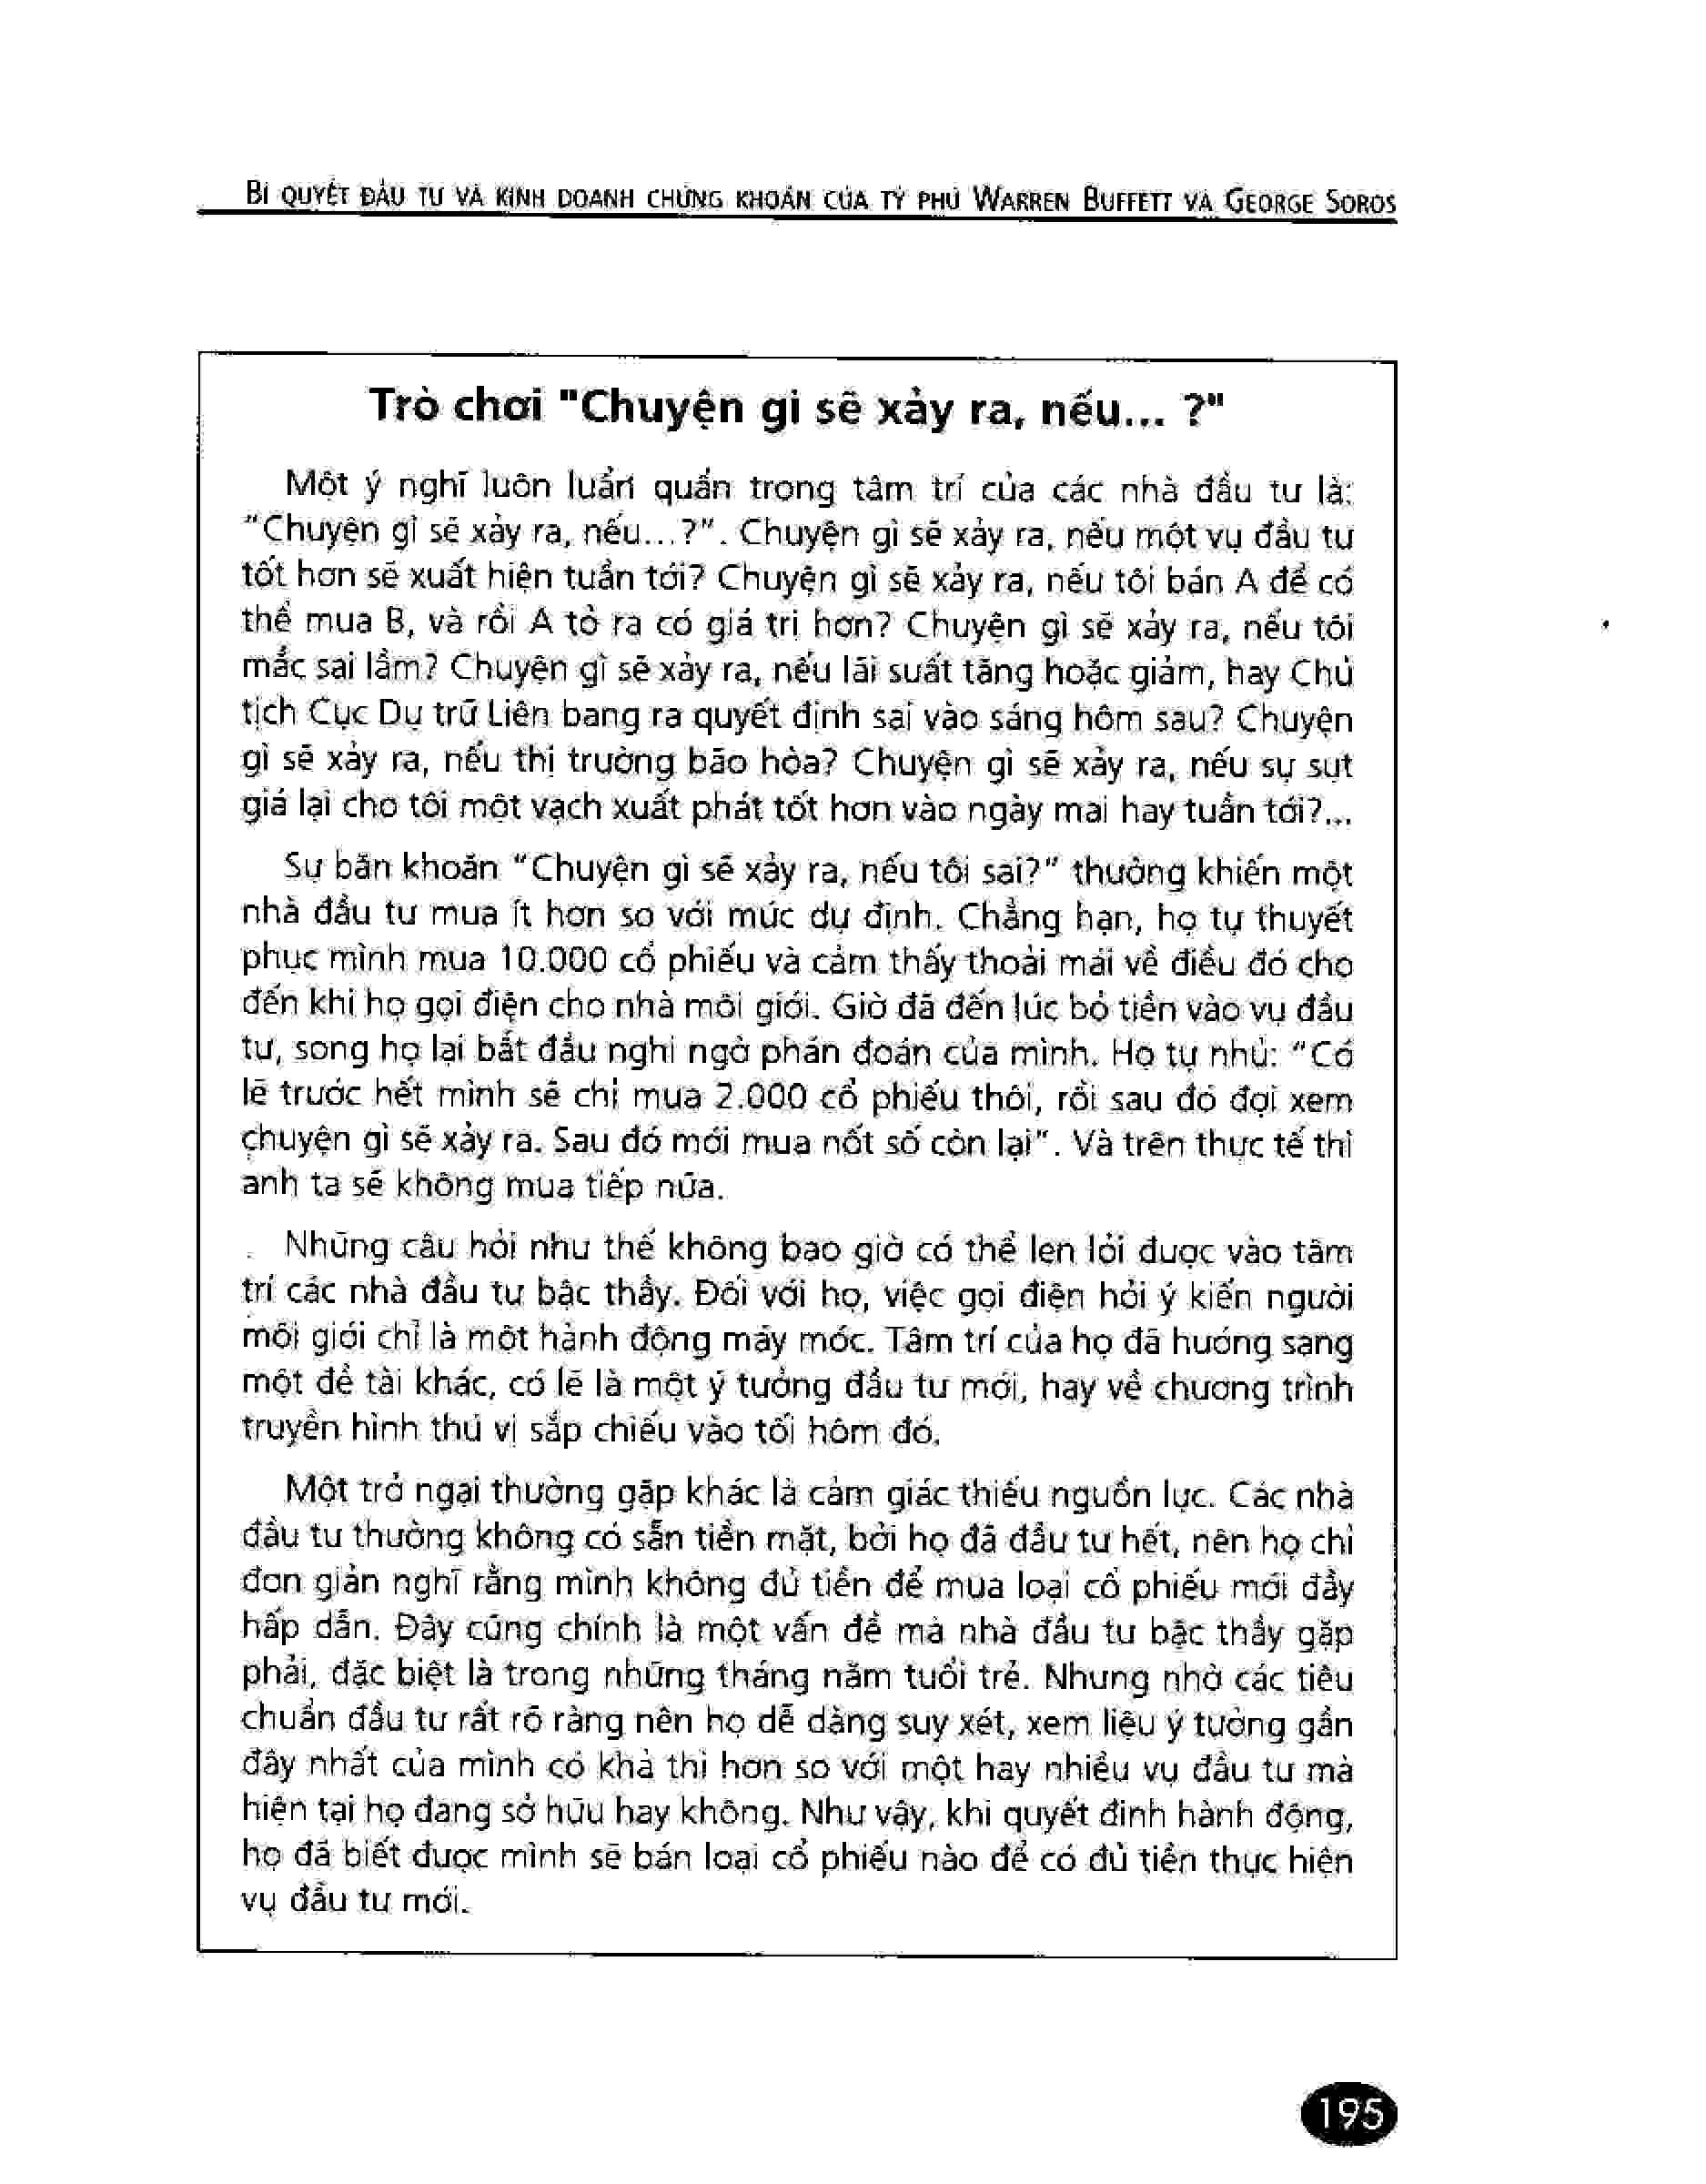 BÍ QUYẾT ĐẦU TƯ VÀ KINH DOANH CHỨNG KHOÁN CỦA TỶ PHÚ WARREN BUFFETT VÀ GEORGE SOROS
Trò chơi "Chuyện gì sẽ xảy ra, nếu... ?"
Một ý nghĩ luôn luẩn quẩn trong tâm trí của các nhà đầu tư là:
"Chuyện gì sẽ xảy ra, nếu...?". Chuyện gì sẽ xảy ra, nếu một vụ đầu tư
tốt hơn sẽ xuất hiện tuần tới? Chuyện gì sẽ xảy ra, nếu tôi bán A để có
thể mua B, và rồi A tỏ ra có giá trị hơn? Chuyện gì sẽ xảy ra, nếu tôi
mắc sai lầm? Chuyện gì sẽ xảy ra, nếu lãi suất tăng hoặc giảm, hay Chủ
tịch Cục Dự trữ Liên bang ra quyết định sai vào sáng hôm sau? Chuyện
gì sẽ xảy ra, nếu thị trường bão hòa? Chuyện gì sẽ xảy ra, nếu sự sụt
giá lại cho tôi một vạch xuất phát tốt hơn vào ngày mai hay tuần tới?...
Sự băn khoăn "Chuyện gì sẽ xảy ra, nếu tôi sai?" thường khiến một
nhà đầu tư mua ít hơn so với mức dự định. Chẳng hạn, họ tự thuyết
phục mình mua 10.000 cổ phiếu và cảm thấy thoải mái về điều đó cho
đến khi họ gọi điện cho nhà môi giới. Giờ đã đến lúc bỏ tiền vào vụ đầu
tư, song họ lại bắt đầu nghi ngờ phán đoán của mình. Họ tự nhủ: "Có
lẽ trước hết mình sẽ chỉ mua 2.000 cổ phiếu thôi, rồi sau đó đợi xem
chuyện gì sẽ xảy ra. Sau đó mới mua nốt số còn lại". Và trên thực tế thì
anh ta sẽ không mua tiếp nữa.
Những câu hỏi như thế không bao giờ có thể len lỏi được vào tâm
trí các nhà đầu tư bậc thầy. Đối với họ, việc gọi điện hỏi ý kiến người
môi giới chỉ là một hành động máy móc. Tâm trí của họ đã hướng sang
một đề tài khác, có lẽ là một ý tưởng đầu tư mới, hay về chương trình
truyền hình thú vị sắp chiếu vào tối hôm đó.
Một trở ngại thường gặp khác là cảm giác thiếu nguồn lực. Các nhà
đầu tư thường không có sẵn tiền mặt, bởi họ đã đầu tư hết, nên họ chỉ
đơn giản nghĩ rằng mình không đủ tiền để mua loại cổ phiếu mới đầy
hấp dẫn. Đây cũng chính là một vấn đề mà nhà đầu tư bậc thầy gặp
phải, đặc biệt là trong những tháng năm tuổi trẻ. Nhưng nhờ các tiêu
chuẩn đầu tư rất rõ ràng nên họ dễ dàng suy xét, xem liệu ý tưởng gần
đây nhất của mình có khả thi hơn so với một hay nhiều vụ đầu tư mà
hiện tại họ đang sở hữu hay không. Như vậy, khi quyết định hành động,
họ đã biết được mình sẽ bán loại cổ phiếu nào để có đủ tiền thực hiện
vụ đầu tư mới.
195